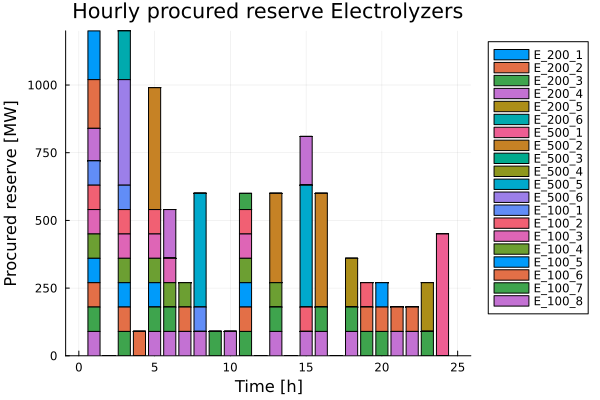 Hourly procured reserve Electrolyzers
Procured reserve [MW]
1000
750
500
250
0
0 5 10 15 20 25
Time [h]
E_200_1
E_200_2
E_200_3
E_200_4
E_200_5
E_200_6
E_500_1
E_500_2
E_500_3
E_500_4
E_500_5
E_500_6
E_100_1
E_100_2
E_100_3
E_100_4
E_100_5
E_100_6
E_100_7
E_100_8